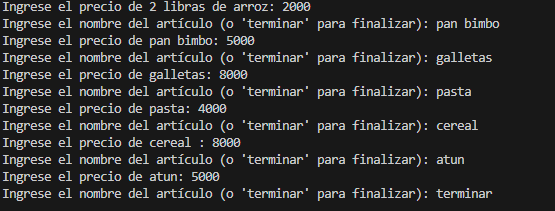 Ingrese el precio de 2 libras de arroz: 2000
Ingrese el nombre del artículo (o 'terminar' para finalizar): pan bimbo
Ingrese el precio de pan bimbo: 5000
Ingrese el nombre del artículo (o 'terminar' para finalizar): galletas
Ingrese el precio de galletas: 8000
Ingrese el nombre del artículo (o 'terminar' para finalizar): pasta
Ingrese el precio de pasta: 4000
Ingrese el nombre del artículo (o 'terminar' para finalizar): cereal
Ingrese el precio de cereal : 8000
Ingrese el nombre del artículo (o 'terminar' para finalizar): atun
Ingrese el precio de atun: 5000
Ingrese el nombre del artículo (o 'terminar' para finalizar): terminar